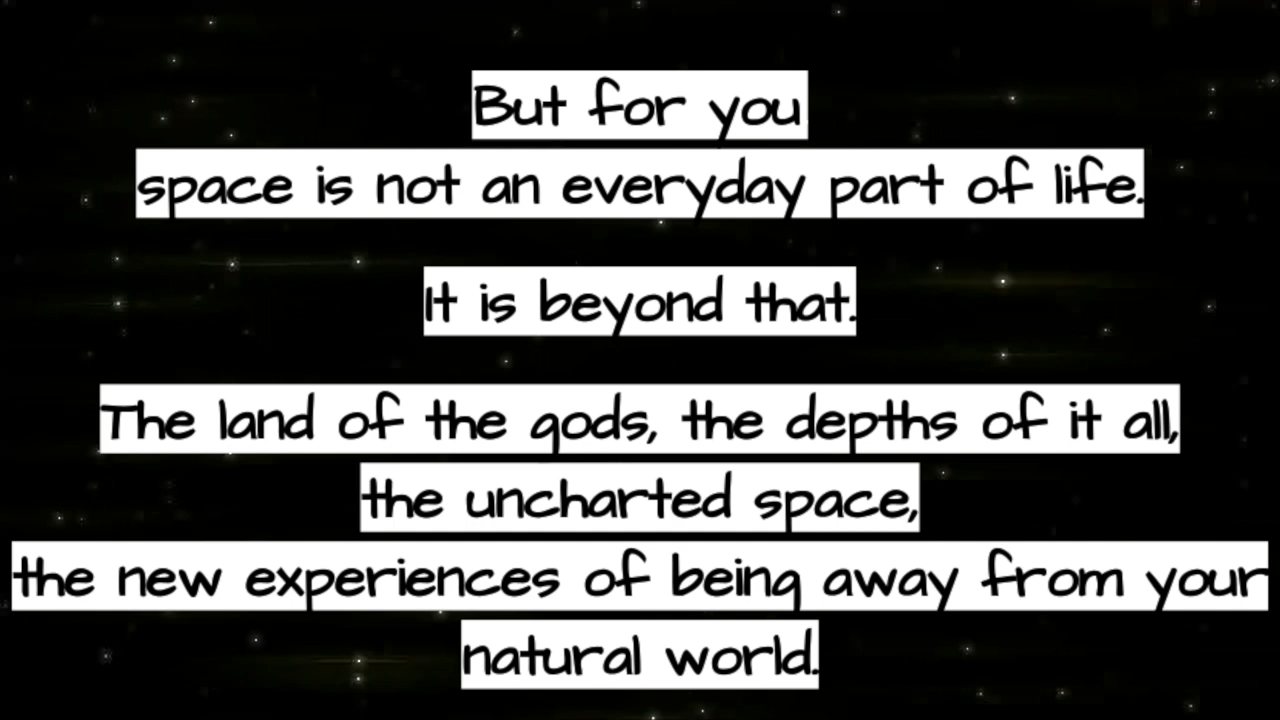 But for you
space is not an everyday part of life.
It is beyond that.
The land of the gods, the depths of it all,
the uncharted space,
the new experiences of being away from your
natural world.